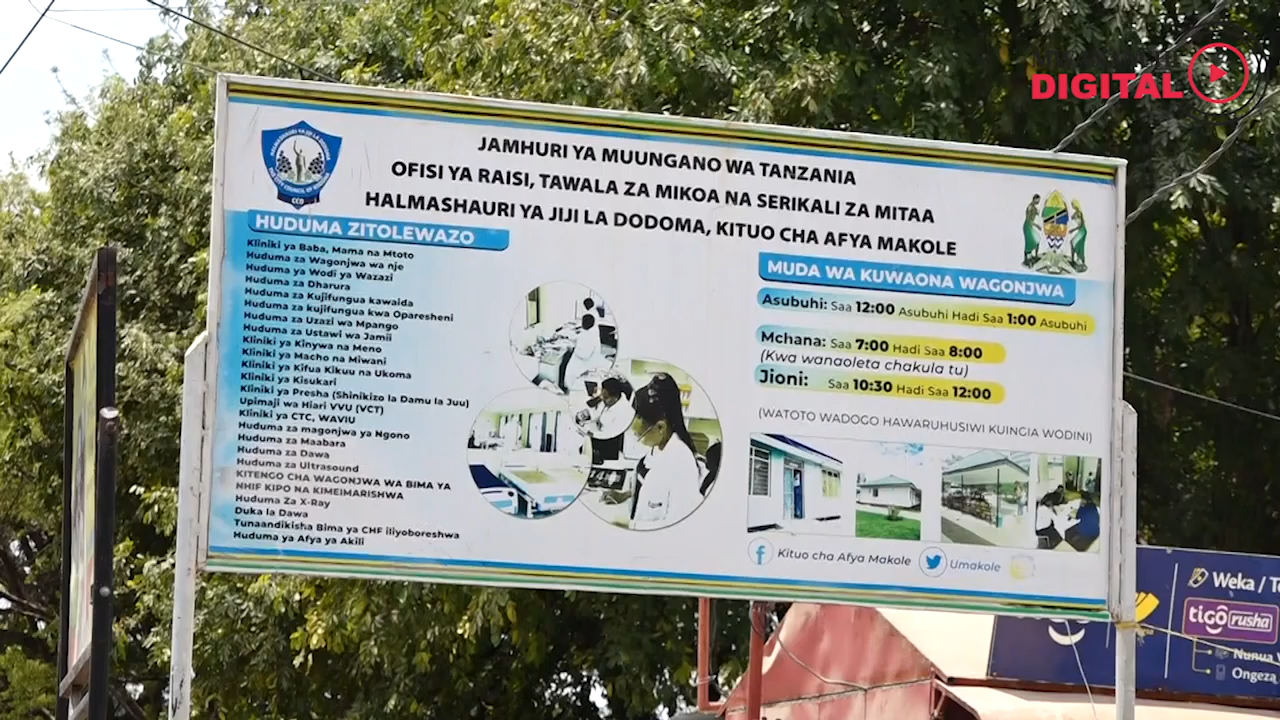 DIGITAL
JAMHURI YA MUUNGANO WA TANZANIA
OFISI YA RAISI, TAWALA ZA MIKOA NA SERIKALI ZA MITAA
HALMASHAURI YA JIJI LA DODOMA, KITUO CHA AFYA MAKOLE
CCD
HUDUMA ZITOLEWAZO
Kliniki ya Baba, Mama na Mtoto
Huduma za Wagonjwa wa nje
Huduma ya Wodi ya Wazazi
Huduma za Dharura
Huduma za Kujifungua kawaida
Huduma za kujifungua kwa Oparesheni
Huduma za Uzazi wa Mpango
Huduma za Ustawi wa Jamii
Kliniki ya Kinywa na Meno
Kliniki ya Macho na Miwani
Kliniki ya Kifua Kikuu na Ukoma
Kliniki ya Kisukari
Kliniki ya Presha (Shinikizo la Damu la Juu)
Upimaji wa Hiari VVU (VCT)
Kliniki ya CTC, WAVIU
Huduma za magonjwa ya Ngono
Huduma za Maabara
Huduma za Dawa
Huduma za Ultrasound
KITENGO CHA WAGONJWA WA BIMA YA
NHIF KIPO NA KIMEIMARISHWA
Huduma Za X-Ray
Duka la Dawa
Tunaandikisha Bima ya CHF iliyoboreshwa
Huduma ya Afya ya Akili
MUDA WA KUWAONA WAGONJWA
Asubuhi: Saa 12:00 Asubuhi Hadi Saa 1:00 Asubuhi
Mchana: Saa 7:00 Hadi Saa 8:00
(Kwa wanaoleta chakula tu)
Jioni: Saa 10:30 Hadi Saa 12:00
(WATOTO WADOGO HAWARUHUSIWI KUINGIA WODINI)
Kituo cha Afya Makole
Umakole
Weka /
tigo rusha
Nunua
Ongeza